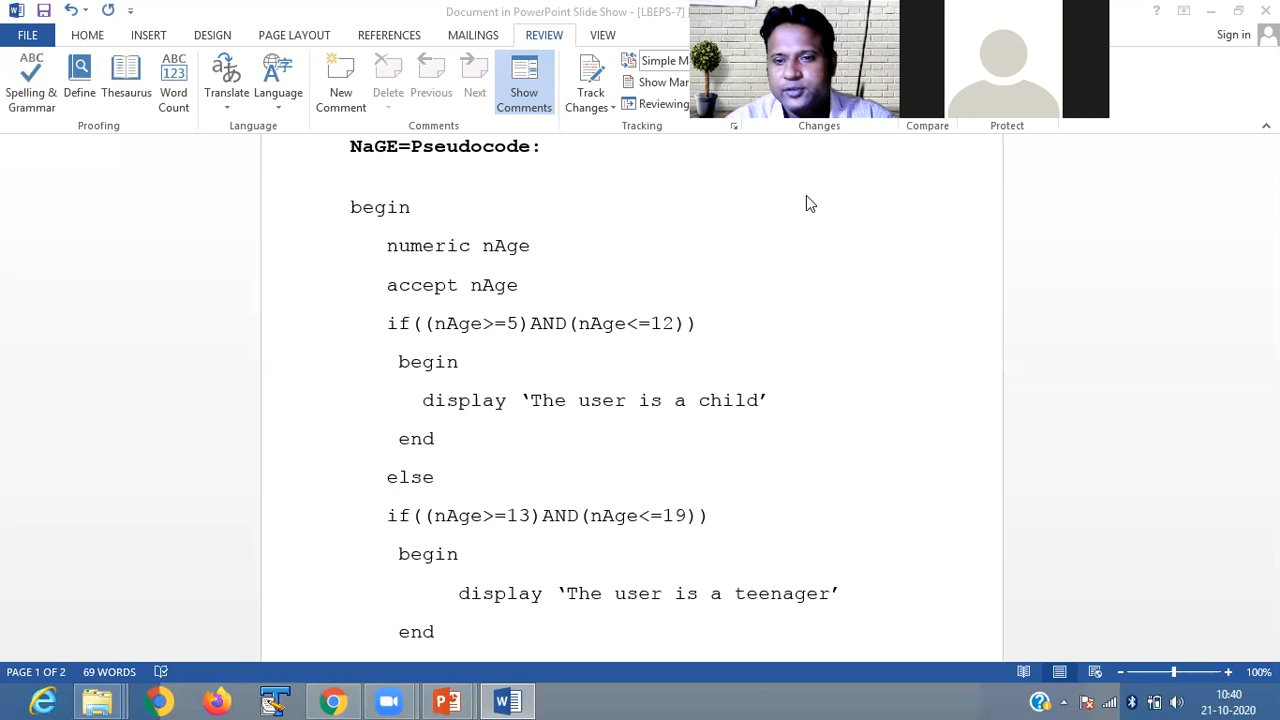 Document in PowerPoint Slide Show - [LBEPS-7]
?
FILE
HOME
INSERT
DESIGN
PAGE LAYOUT
REFERENCES
MAILINGS
REVIEW
VIEW
Sign in
ABC
Spelling &
Grammar
Define
Thesaurus
ABC
123
Word
Count
Translate
Language
New
Comment
Delete
Previous
Next
Show
Comments
Track
Changes
Simple M
Show Mar
Reviewing
Proofing
Language
Comments
Tracking
Changes
Compare
Protect
NaGE=Pseudocode:
begin
numeric nAge
accept nAge
if((nAge>=5)AND(nAge<=12))
begin
display ‘The user is a child’
end
else
if((nAge>=13)AND(nAge<=19))
begin
display ‘The user is a teenager’
end
PAGE 1 OF 2
69 WORDS
100%
10:40
21-10-2020